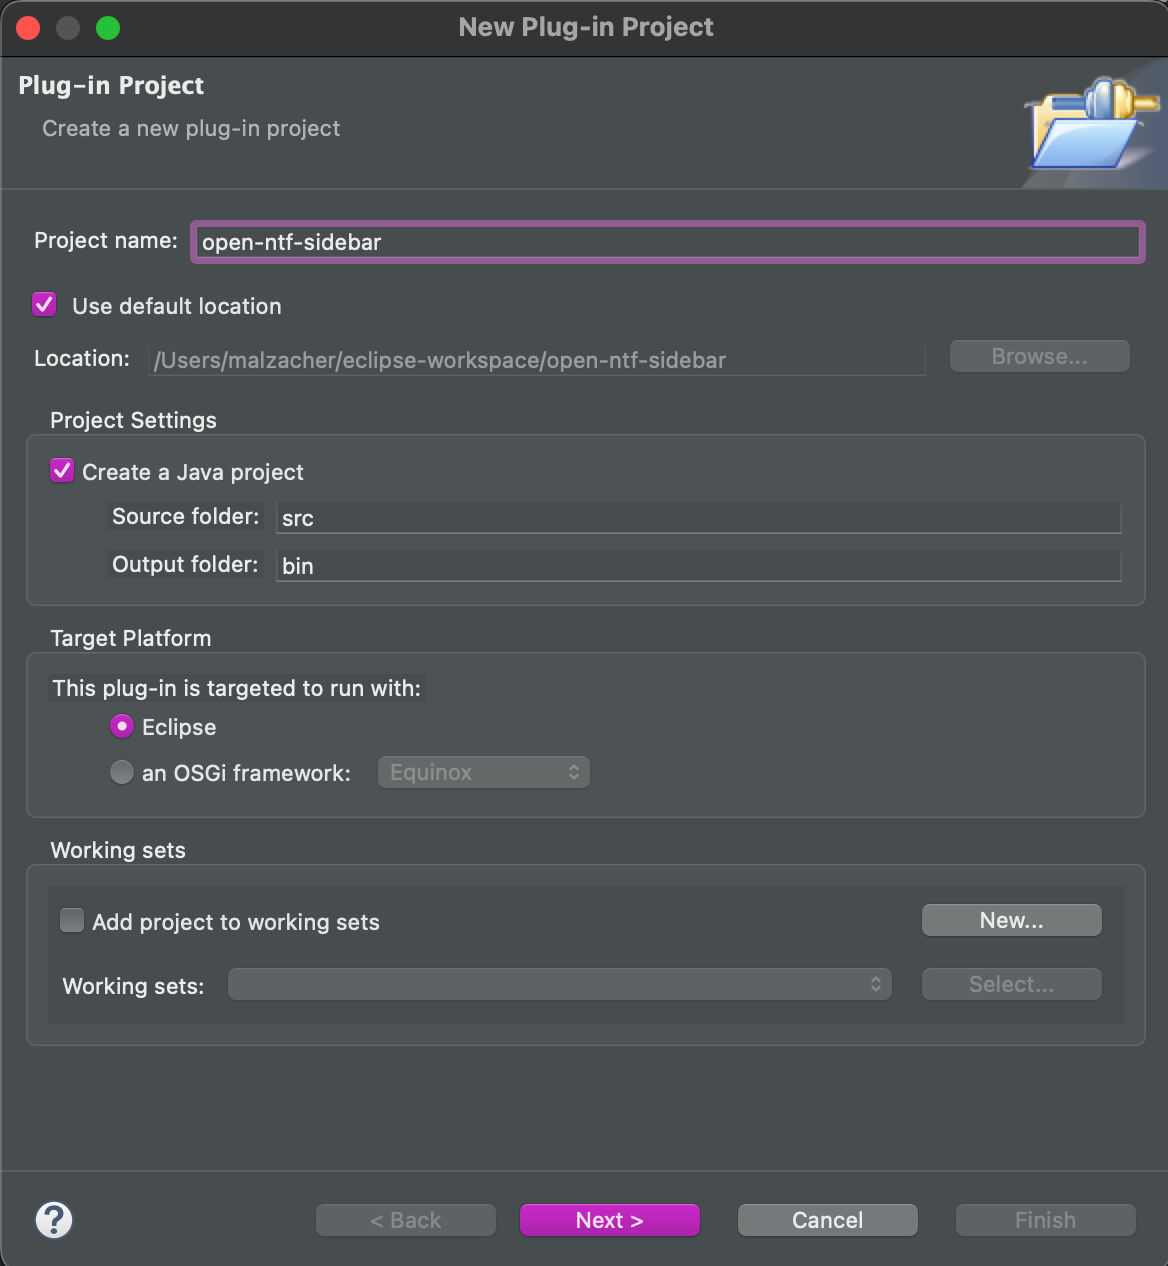 New Plug-in Project
Plug-in Project
Create a new plug-in project
Project name: open-ntf-sidebar
Use default location
Location: /Users/malzacher/eclipse-workspace/open-ntf-sidebar Browse...
Project Settings
Create a Java project
Source folder: src
Output folder: bin
Target Platform
This plug-in is targeted to run with:
Eclipse
an OSGi framework: Equinox
Working sets
Add project to working sets New...
Working sets: Select...
? < Back Next > Cancel Finish